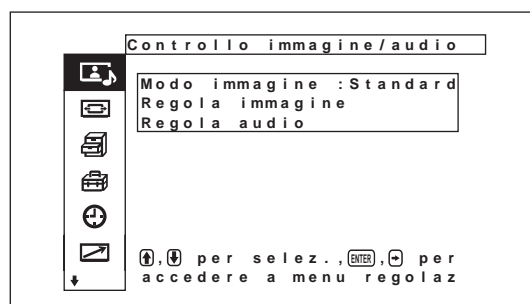 Controllo immagine/audio
Modo immagine :Standard
Regola immagine
Regola audio
↑,↓ per selez.,ENTER,→ per
accedere a menu regolaz